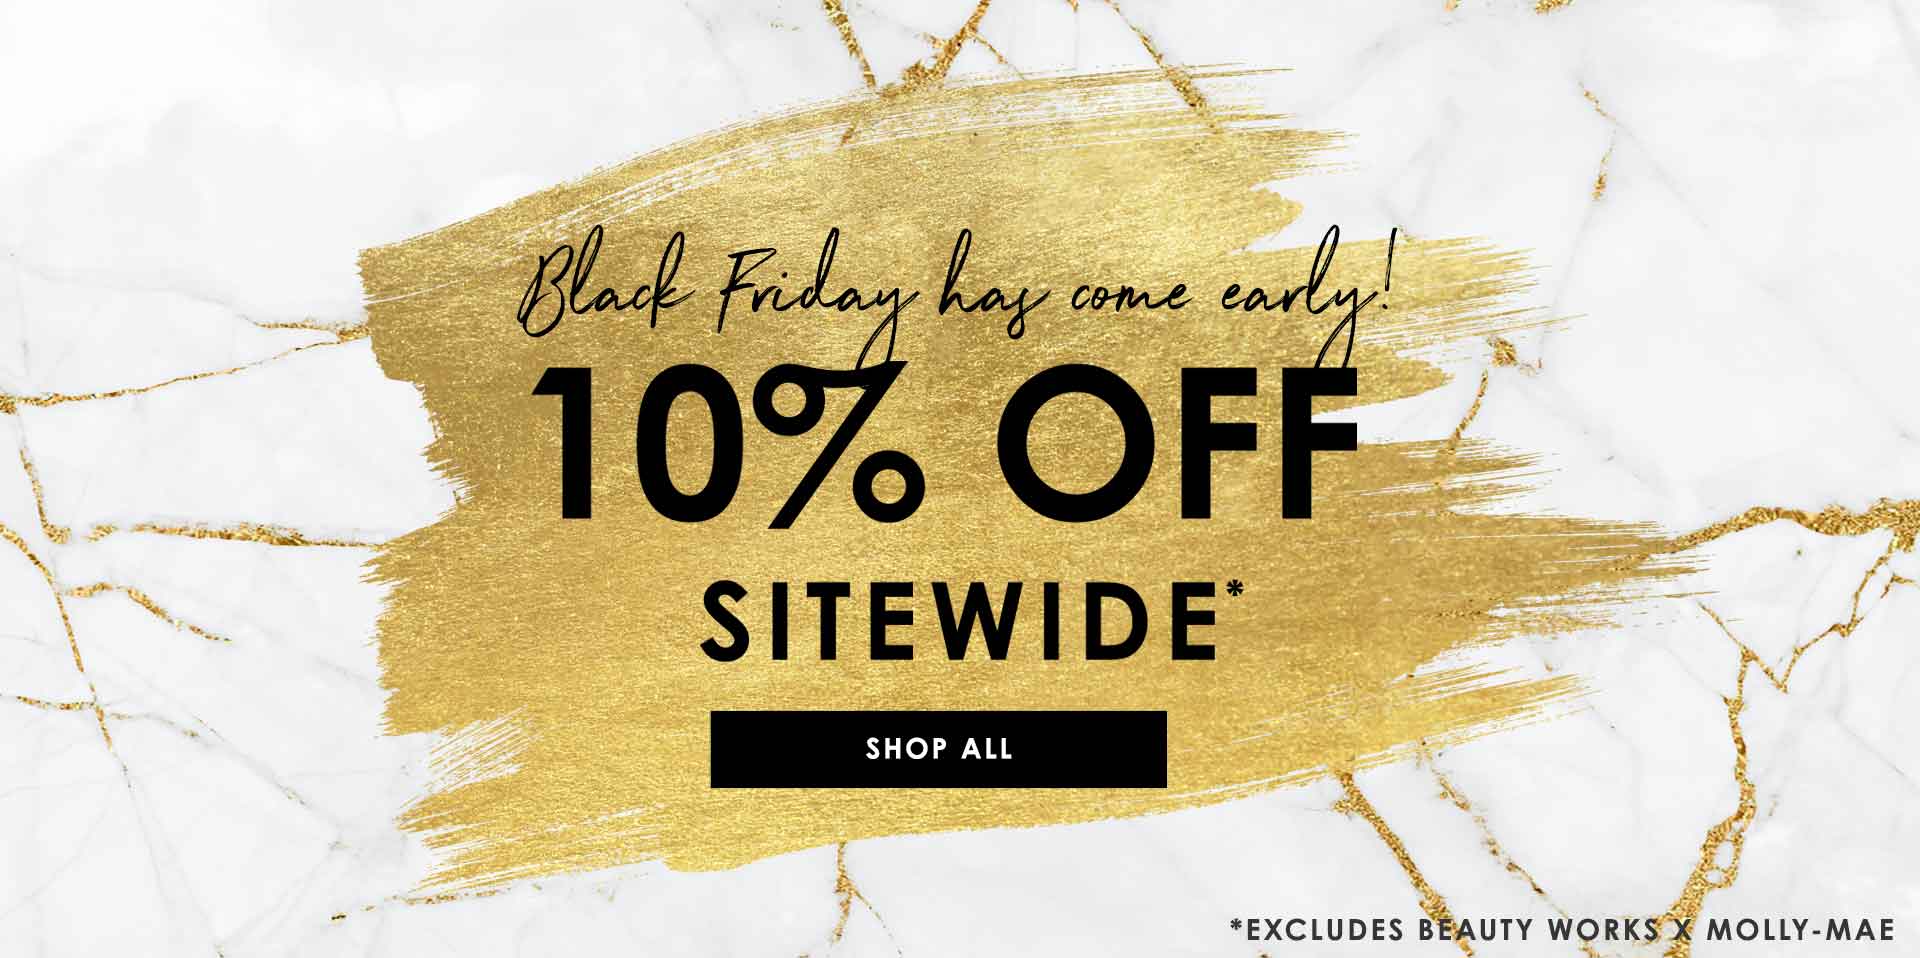 Black Friday has come early!
10% OFF
SITEWIDE*
SHOP ALL
*EXCLUDES BEAUTY WORKS X MOLLY-MAE